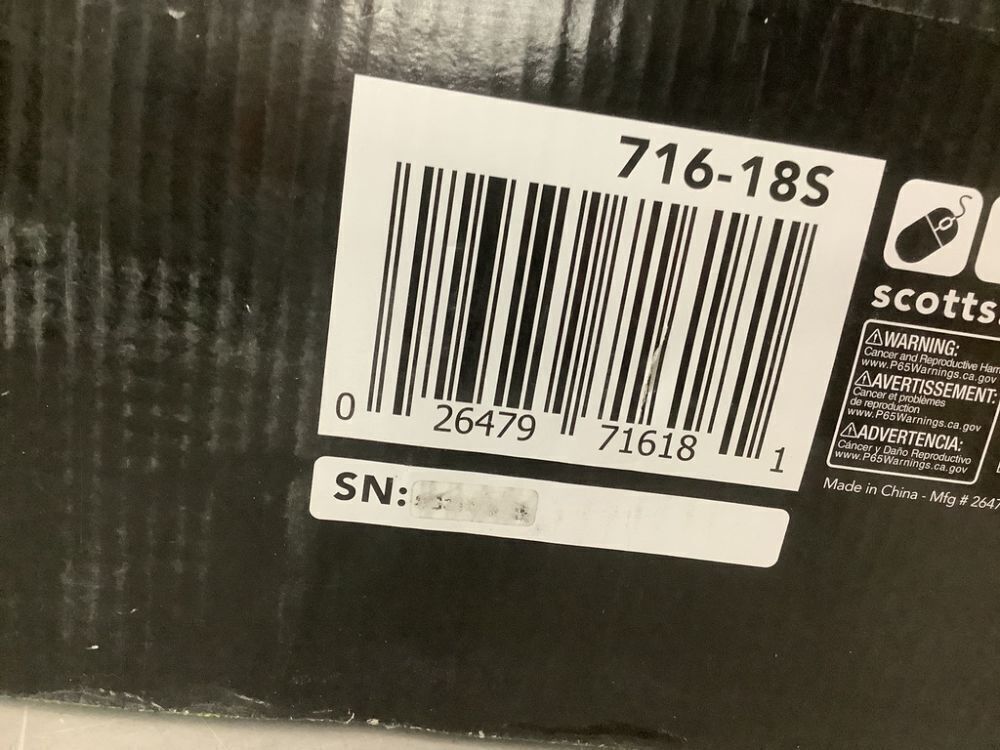 716-18S
0 26479 71618 1
SN:
scotts
WARNING:
Cancer and Reproductive Har
www.P65Warnings.ca.gov
AVERTISSEMENT:
Cancer et problèmes
de reproduction
www.P65Warnings.ca.gov
ADVERTENCIA:
Cáncer y Daño Reproductivo
www.P65Warnings.ca.gov
Made in China - Mfg # 2647